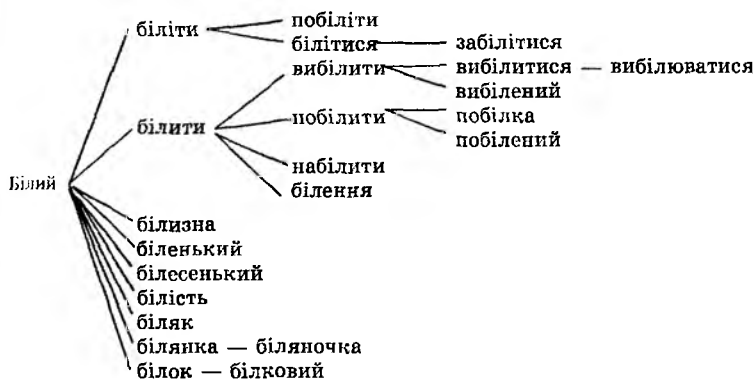 побіліти
біліти
білітися забілітися
вибілити вибілитися — вибілюватися
вибілений
побілити побілка
білити
побілений
набілити
Білий
білення
білизна
біленький
білесенький
білість
біляк
білянка — біляночка
білок — білковий